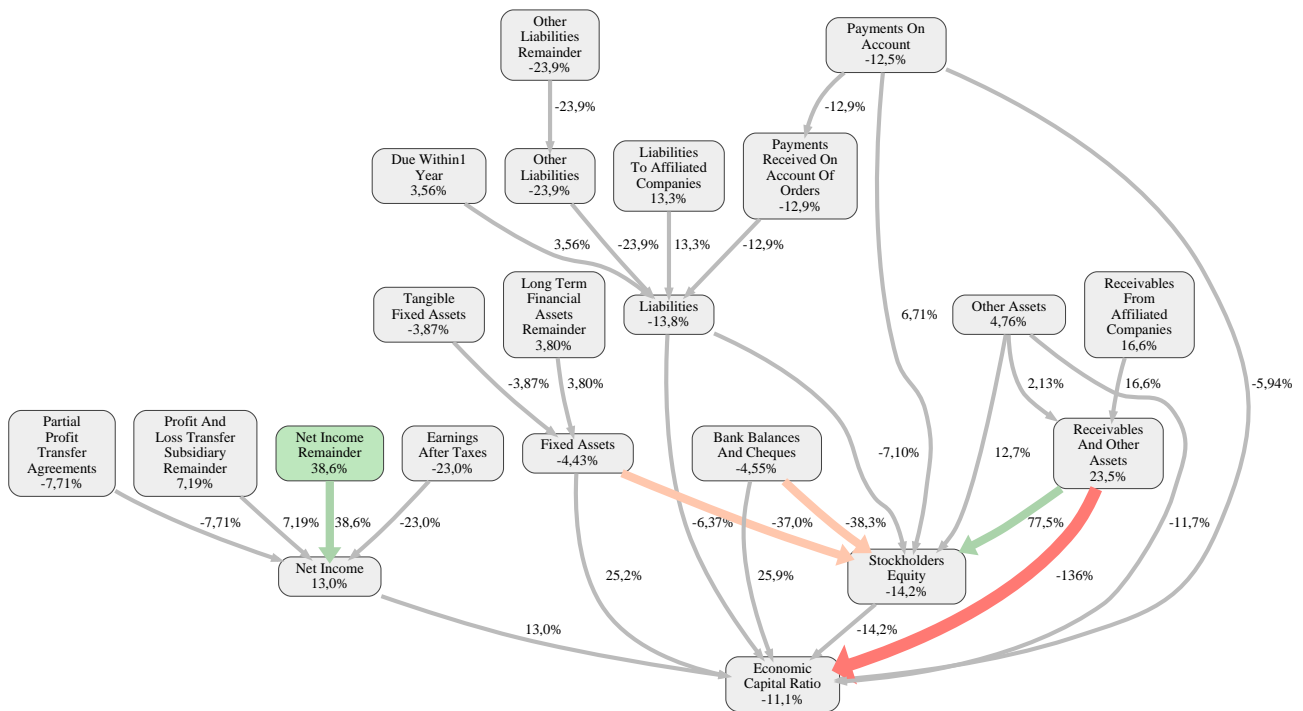 Other
Liabilities
Remainder
-23,9%
Payments On
Account
-12,5%
-23,9%
-12,9%
Due Within1
Year
3,56%
Other
Liabilities
-23,9%
Liabilities
To Affiliated
Companies
13,3%
Payments
Received On
Account Of
Orders
-12,9%
3,56%
-23,9%
13,3%
-12,9%
Tangible
Fixed Assets
-3,87%
Long Term
Financial
Assets
Remainder
3,80%
Liabilities
-13,8%
6,71%
Other Assets
4,76%
Receivables
From
Affiliated
Companies
16,6%
-3,87%
3,80%
2,13%
16,6%
-5,94%
Partial
Profit
Transfer
Agreements
-7,71%
Profit And
Loss Transfer
Subsidiary
Remainder
7,19%
Net Income
Remainder
38,6%
Earnings
After Taxes
-23,0%
Fixed Assets
-4,43%
Bank Balances
And Cheques
-4,55%
-7,10%
12,7%
Receivables
And Other
Assets
23,5%
-7,71%
7,19%
38,6%
-23,0%
-6,37%
-37,0%
-38,3%
77,5%
-11,7%
Net Income
13,0%
25,2%
25,9%
Stockholders
Equity
-14,2%
-136%
13,0%
-14,2%
Economic
Capital Ratio
-11,1%